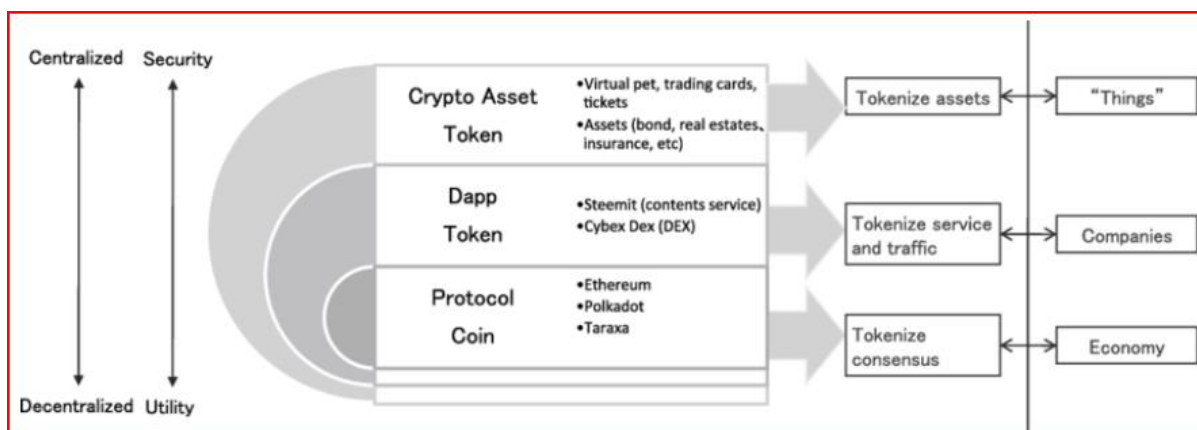 Centralized
Security
Decentralized
Utility
Crypto Asset
Token
•Virtual pet, trading cards,
tickets
•Assets (bond, real estates、
insurance, etc)
Tokenize assets
“Things”
Dapp
Token
•Steemit (contents service)
•Cybex Dex (DEX)
Tokenize service
and traffic
Companies
Protocol
Coin
•Ethereum
•Polkadot
•Taraxa
Tokenize
consensus
Economy